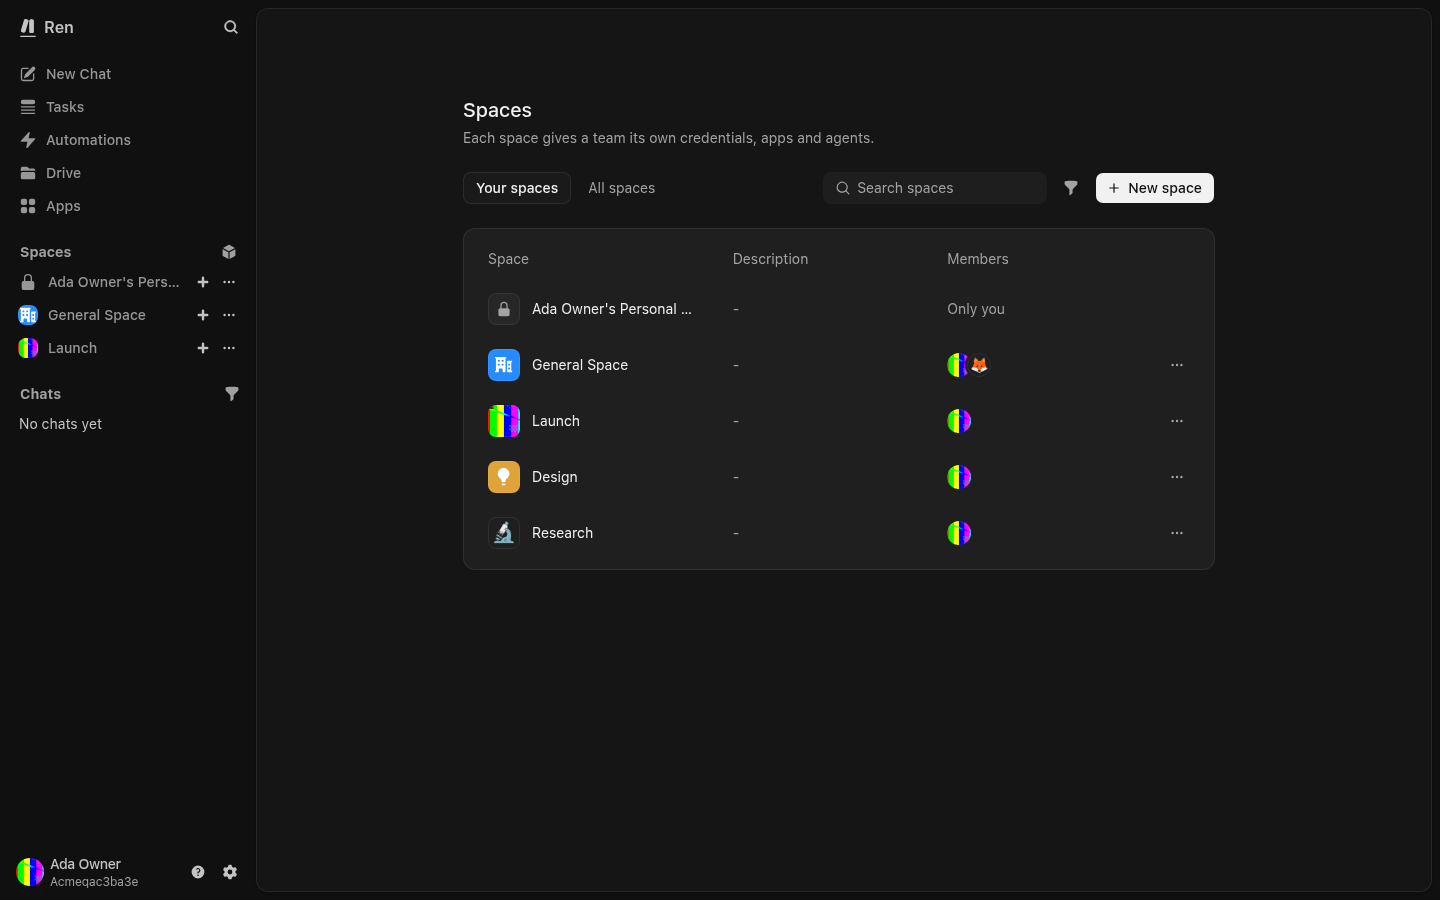 Ren
New Chat
Tasks
Automations
Drive
Apps
Spaces
Ada Owner's Pers...
General Space
Launch
Chats
No chats yet
Ada Owner
Acmeqac3ba3e
Spaces
Each space gives a team its own credentials, apps and agents.
Your spaces
All spaces
Search spaces
New space
Space Description Members
Ada Owner's Personal ... - Only you
General Space -
Launch -
Design -
Research -